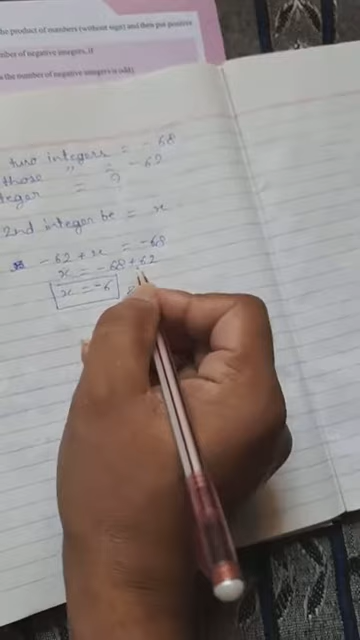 the product of numbers (without sign) and then put positive
number of negative integers, if
s the number of negative integers is odd)
two integers = -68
those " = -62
teger = ?
2nd integer be = x
-62 + x = -68
x = -68 + 62
x = -6